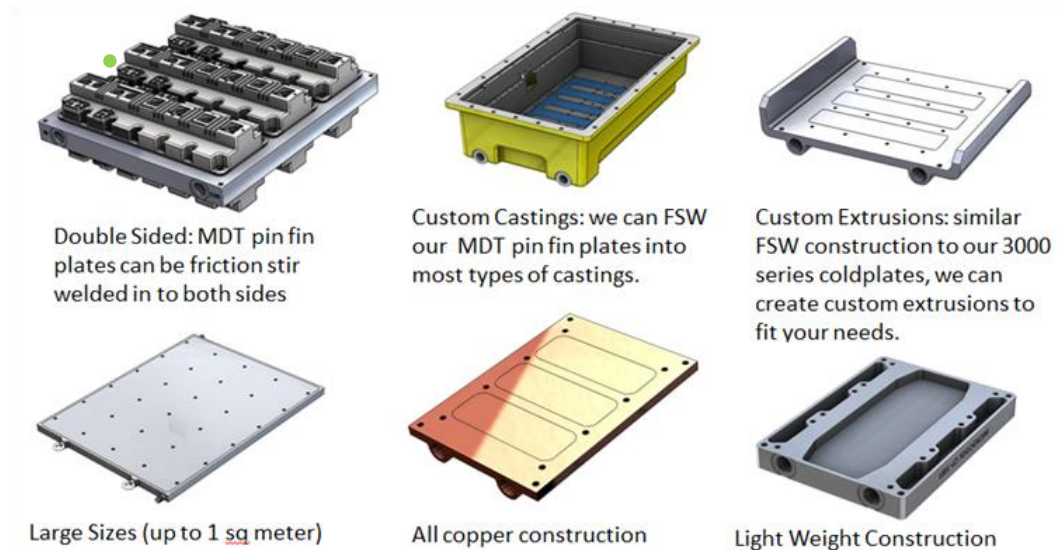 Double Sided: MDT pin fin
plates can be friction stir
welded in to both sides
Custom Castings: we can FSW
our MDT pin fin plates into
most types of castings.
Custom Extrusions: similar
FSW construction to our 3000
series coldplates, we can
create custom extrusions to
fit your needs.
Large Sizes (up to 1 sq meter)
All copper construction
Light Weight Construction